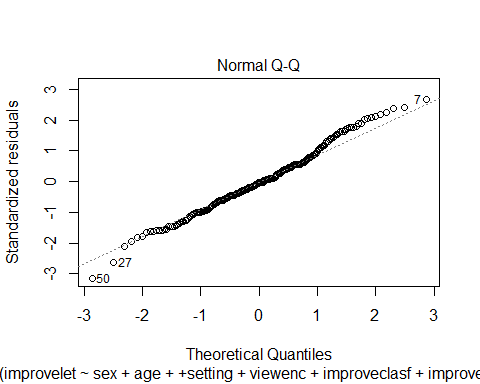 Normal Q-Q
Standardized residuals
3
2
1
0
-1
-2
-3
7
27
50
-3 -2 -1 0 1 2 3
Theoretical Quantiles
(improvelet ~ sex + age + +setting + viewenc + improveclasf + improve